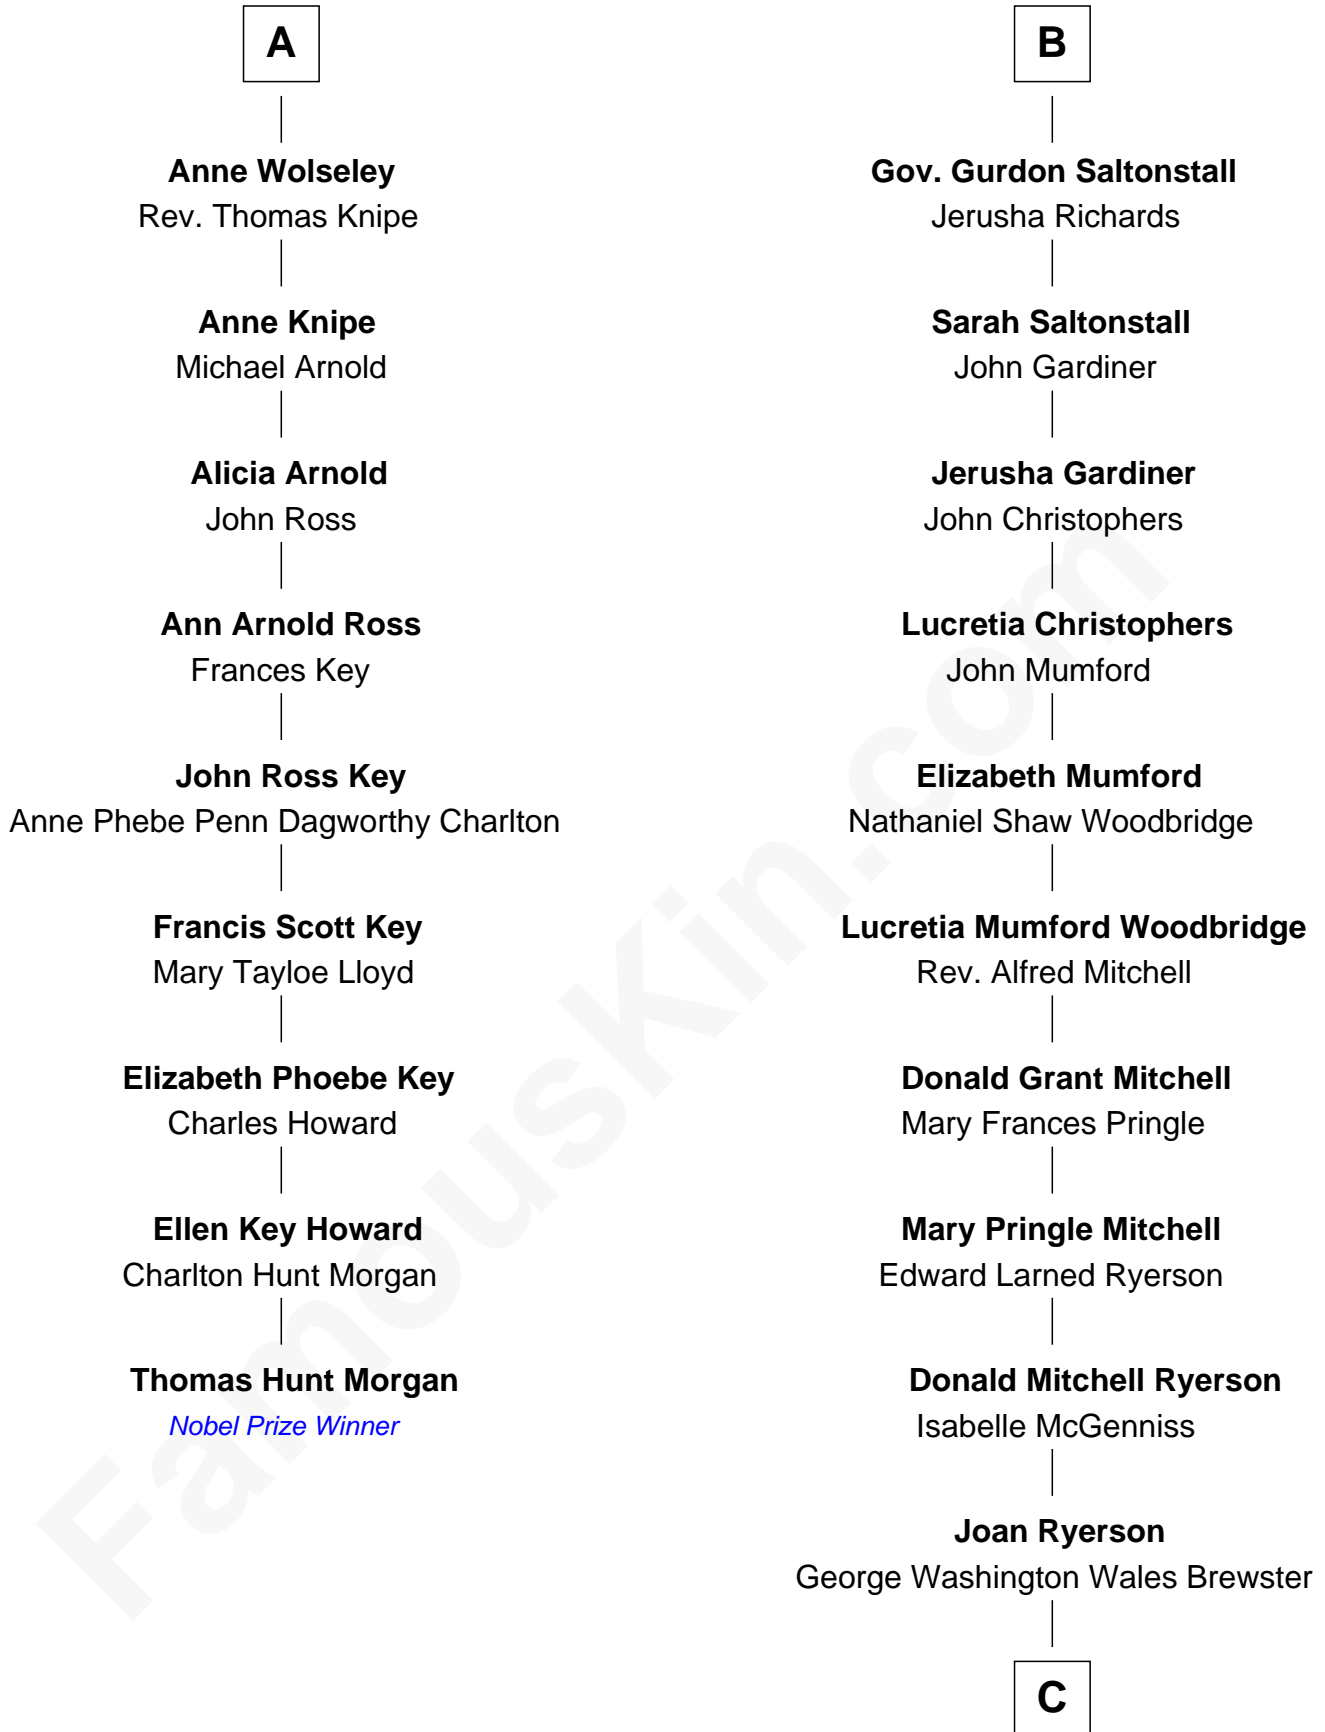 A
Anne Wolseley
Rev. Thomas Knipe
Anne Knipe
Michael Arnold
Alicia Arnold
John Ross
Ann Arnold Ross
Frances Key
John Ross Key
Anne Phebe Penn Dagworthy Charlton
Francis Scott Key
Mary Tayloe Lloyd
Elizabeth Phoebe Key
Charles Howard
Ellen Key Howard
Charlton Hunt Morgan
Thomas Hunt Morgan
Nobel Prize Winner
B
Gov. Gurdon Saltonstall
Jerusha Richards
Sarah Saltonstall
John Gardiner
Jerusha Gardiner
John Christophers
Lucretia Christophers
John Mumford
Elizabeth Mumford
Nathaniel Shaw Woodbridge
Lucretia Mumford Woodbridge
Rev. Alfred Mitchell
Donald Grant Mitchell
Mary Frances Pringle
Mary Pringle Mitchell
Edward Larned Ryerson
Donald Mitchell Ryerson
Isabelle McGenniss
Joan Ryerson
George Washington Wales Brewster
C
FamousKin.com